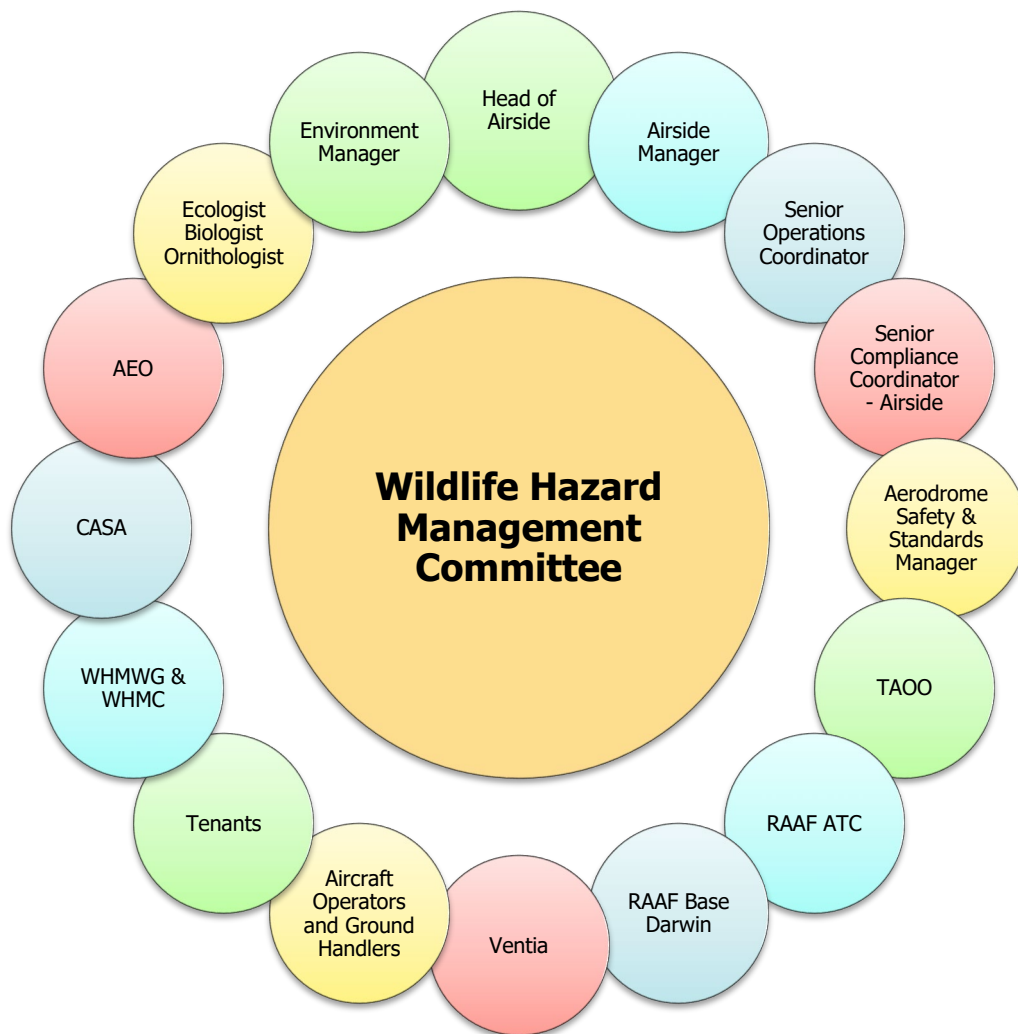 Head of
Airside
Airside
Manager
Senior
Operations
Coordinator
Senior
Compliance
Coordinator
- Airside
Aerodrome
Safety &
Standards
Manager
TAOO
RAAF ATC
RAAF Base
Darwin
Ventia
Aircraft
Operators
and Ground
Handlers
Tenants
WHMWG &
WHMC
CASA
AEO
Ecologist
Biologist
Ornithologist
Environment
Manager
Wildlife Hazard
Management
Committee